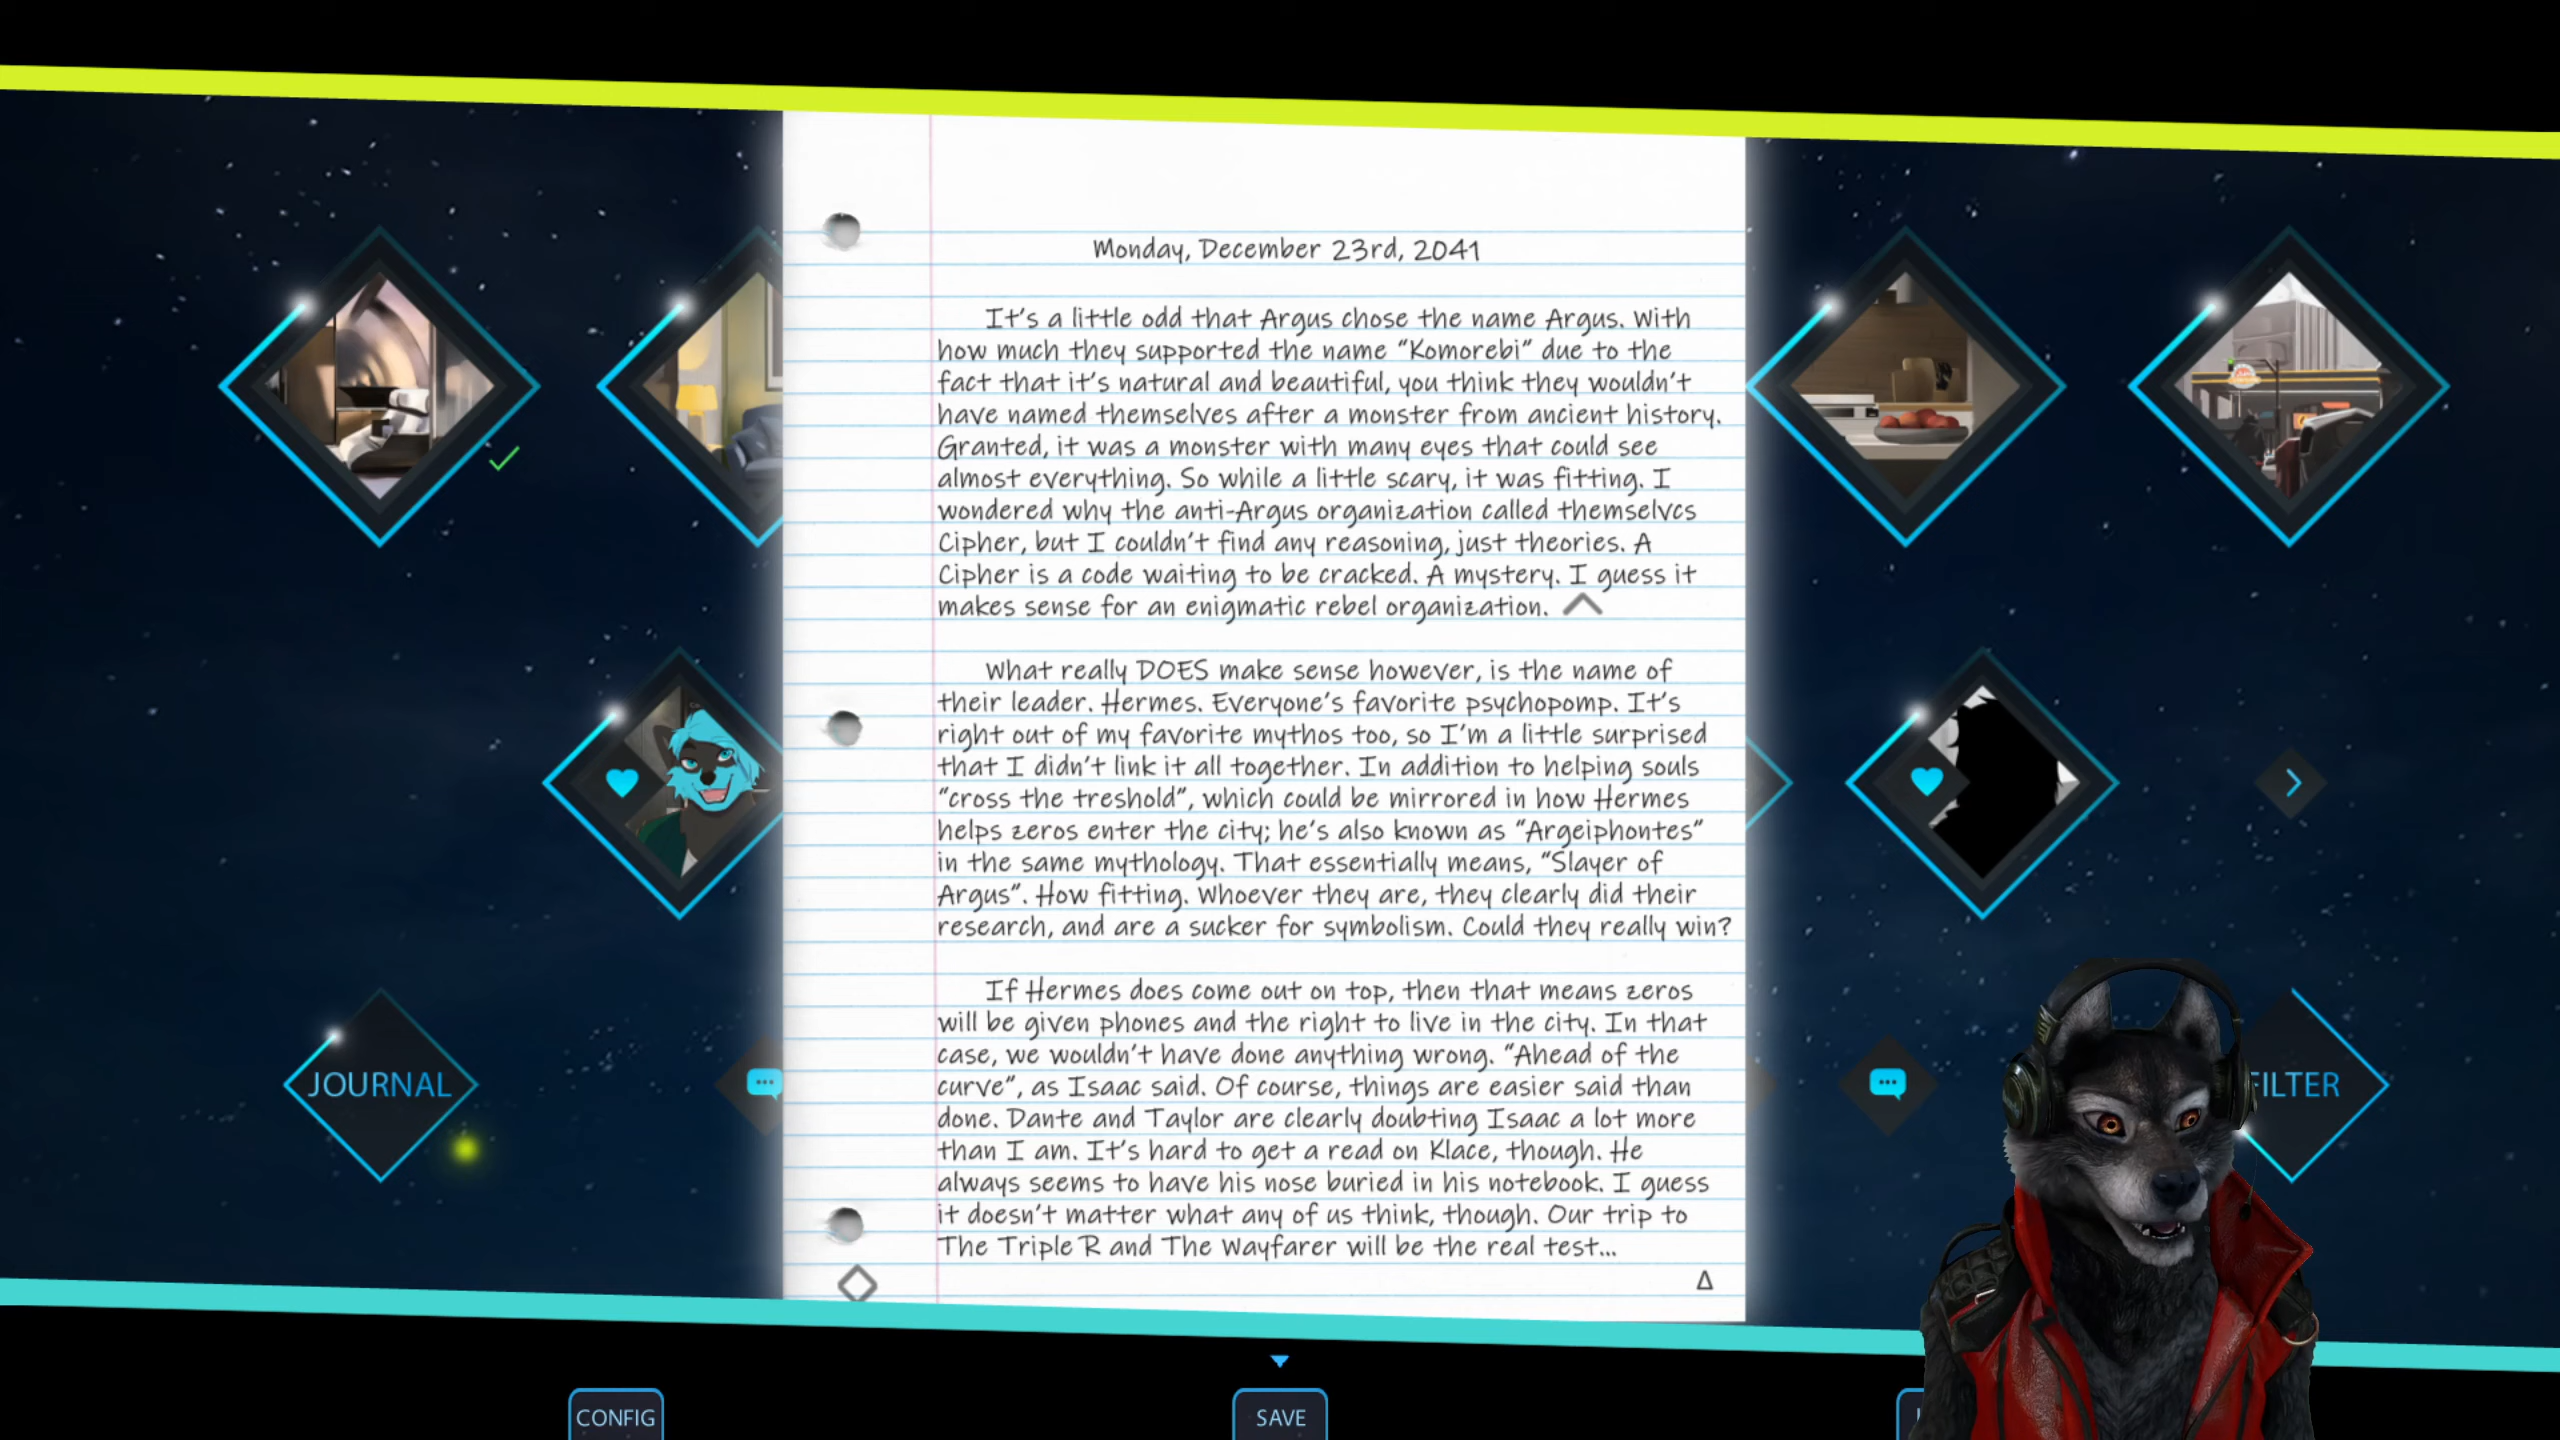 Monday, December 23rd, 2041
It's a little odd that Argus chose the name Argus. With
how much they supported the name "Komorebi" due to the
fact that it's natural and beautiful, you think they wouldn't
have named themselves after a monster from ancient history.
Granted, it was a monster with many eyes that could see
almost everything. So while a little scary, it was fitting. I
wondered why the anti-Argus organization called themselves
Cipher, but I couldn't find any reasoning, just theories. A
Cipher is a code waiting to be cracked. A mystery. I guess it
makes sense for an enigmatic rebel organization.
What really DOES make sense however, is the name of
their leader. Hermes. Everyone's favorite psychopomp. It's
right out of my favorite mythos too, so I'm a little surprised
that I didn't link it all together. In addition to helping souls
"cross the treshold", which could be mirrored in how Hermes
helps zeros enter the city; he's also known as "Argeiphontes"
in the same mythology. That essentially means, "Slayer of
Argus". How fitting. Whoever they are, they clearly did their
research, and are a sucker for symbolism. Could they really win?
If Hermes does come out on top, then that means zeros
will be given phones and the right to live in the city. In that
case, we wouldn't have done anything wrong. "Ahead of the
curve", as Isaac said. Of course, things are easier said than
done. Dante and Taylor are clearly doubting Isaac a lot more
than I am. It's hard to get a read on Klace, though. He
always seems to have his nose buried in his notebook. I guess
it doesn't matter what any of us think, though. Our trip to
The Triple R and The Wayfarer will be the real test...
JOURNAL
FILTER
CONFIG
SAVE